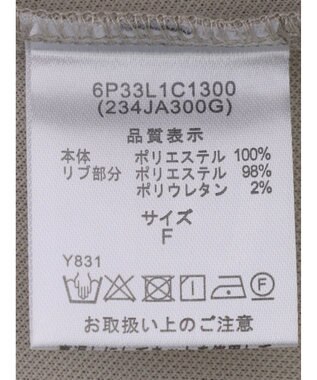 6P33L1C1300
(234JA300G)
品質表示
本体 ポリエステル 100%
リブ部分 ポリエステル 98%
ポリウレタン 2%
サイズ
F
Y831
お取扱い上のご注意